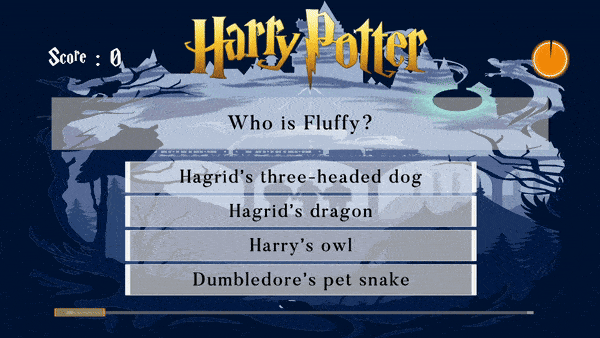 Harry Potter
Score : 0
Who is Fluffy?
Hagrid's three-headed dog
Hagrid's dragon
Harry's owl
Dumbledore's pet snake